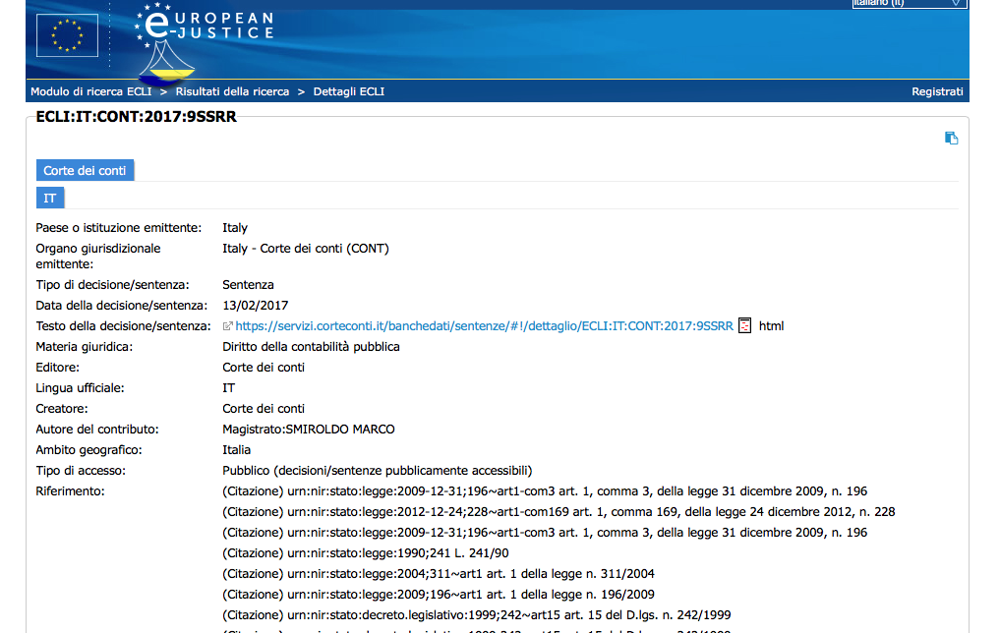 Italiano (it)
EUROPEAN
e-JUSTICE
Modulo di ricerca ECLI > Risultati della ricerca > Dettagli ECLI
Registrati
ECLI:IT:CONT:2017:9SSRR
Corte dei conti
IT
Paese o istituzione emittente: Italy
Organo giurisdizionale emittente: Italy - Corte dei conti (CONT)
Tipo di decisione/sentenza: Sentenza
Data della decisione/sentenza: 13/02/2017
Testo della decisione/sentenza: https://servizi.corteconti.it/banchedati/sentenze/#!/dettaglio/ECLI:IT:CONT:2017:9SSRR html
Materia giuridica: Diritto della contabilità pubblica
Editore: Corte dei conti
Lingua ufficiale: IT
Creatore: Corte dei conti
Autore del contributo: Magistrato:SMIROLDO MARCO
Ambito geografico: Italia
Tipo di accesso: Pubblico (decisioni/sentenze pubblicamente accessibili)
Riferimento: (Citazione) urn:nir:stato:legge:2009-12-31;196~art1-com3 art. 1, comma 3, della legge 31 dicembre 2009, n. 196
(Citazione) urn:nir:stato:legge:2012-12-24;228~art1-com169 art. 1, comma 169, della legge 24 dicembre 2012, n. 228
(Citazione) urn:nir:stato:legge:2009-12-31;196~art1-com3 art. 1, comma 3, della legge 31 dicembre 2009, n. 196
(Citazione) urn:nir:stato:legge:1990;241 L. 241/90
(Citazione) urn:nir:stato:legge:2004;311~art1 art. 1 della legge n. 311/2004
(Citazione) urn:nir:stato:legge:2009;196~art1 art. 1 della legge n. 196/2009
(Citazione) urn:nir:stato:decreto.legislativo:1999;242~art15 art. 15 del D.lgs. n. 242/1999